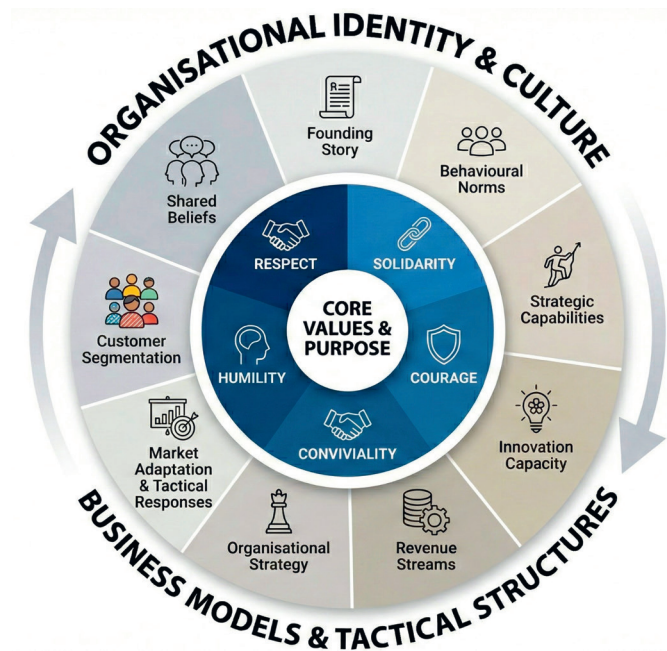 ORGANISATIONAL IDENTITY & CULTURE
Founding
Story
Behavioural
Norms
Strategic
Capabilities
Innovation
Capacity
Revenue
Streams
Organisational
Strategy
Market
Adaptation
& Tactical
Responses
Customer
Segmentation
Shared
Beliefs
RESPECT
SOLIDARITY
COURAGE
CONVIVIALITY
HUMILITY
CORE
VALUES &
PURPOSE
BUSINESS MODELS & TACTICAL STRUCTURES